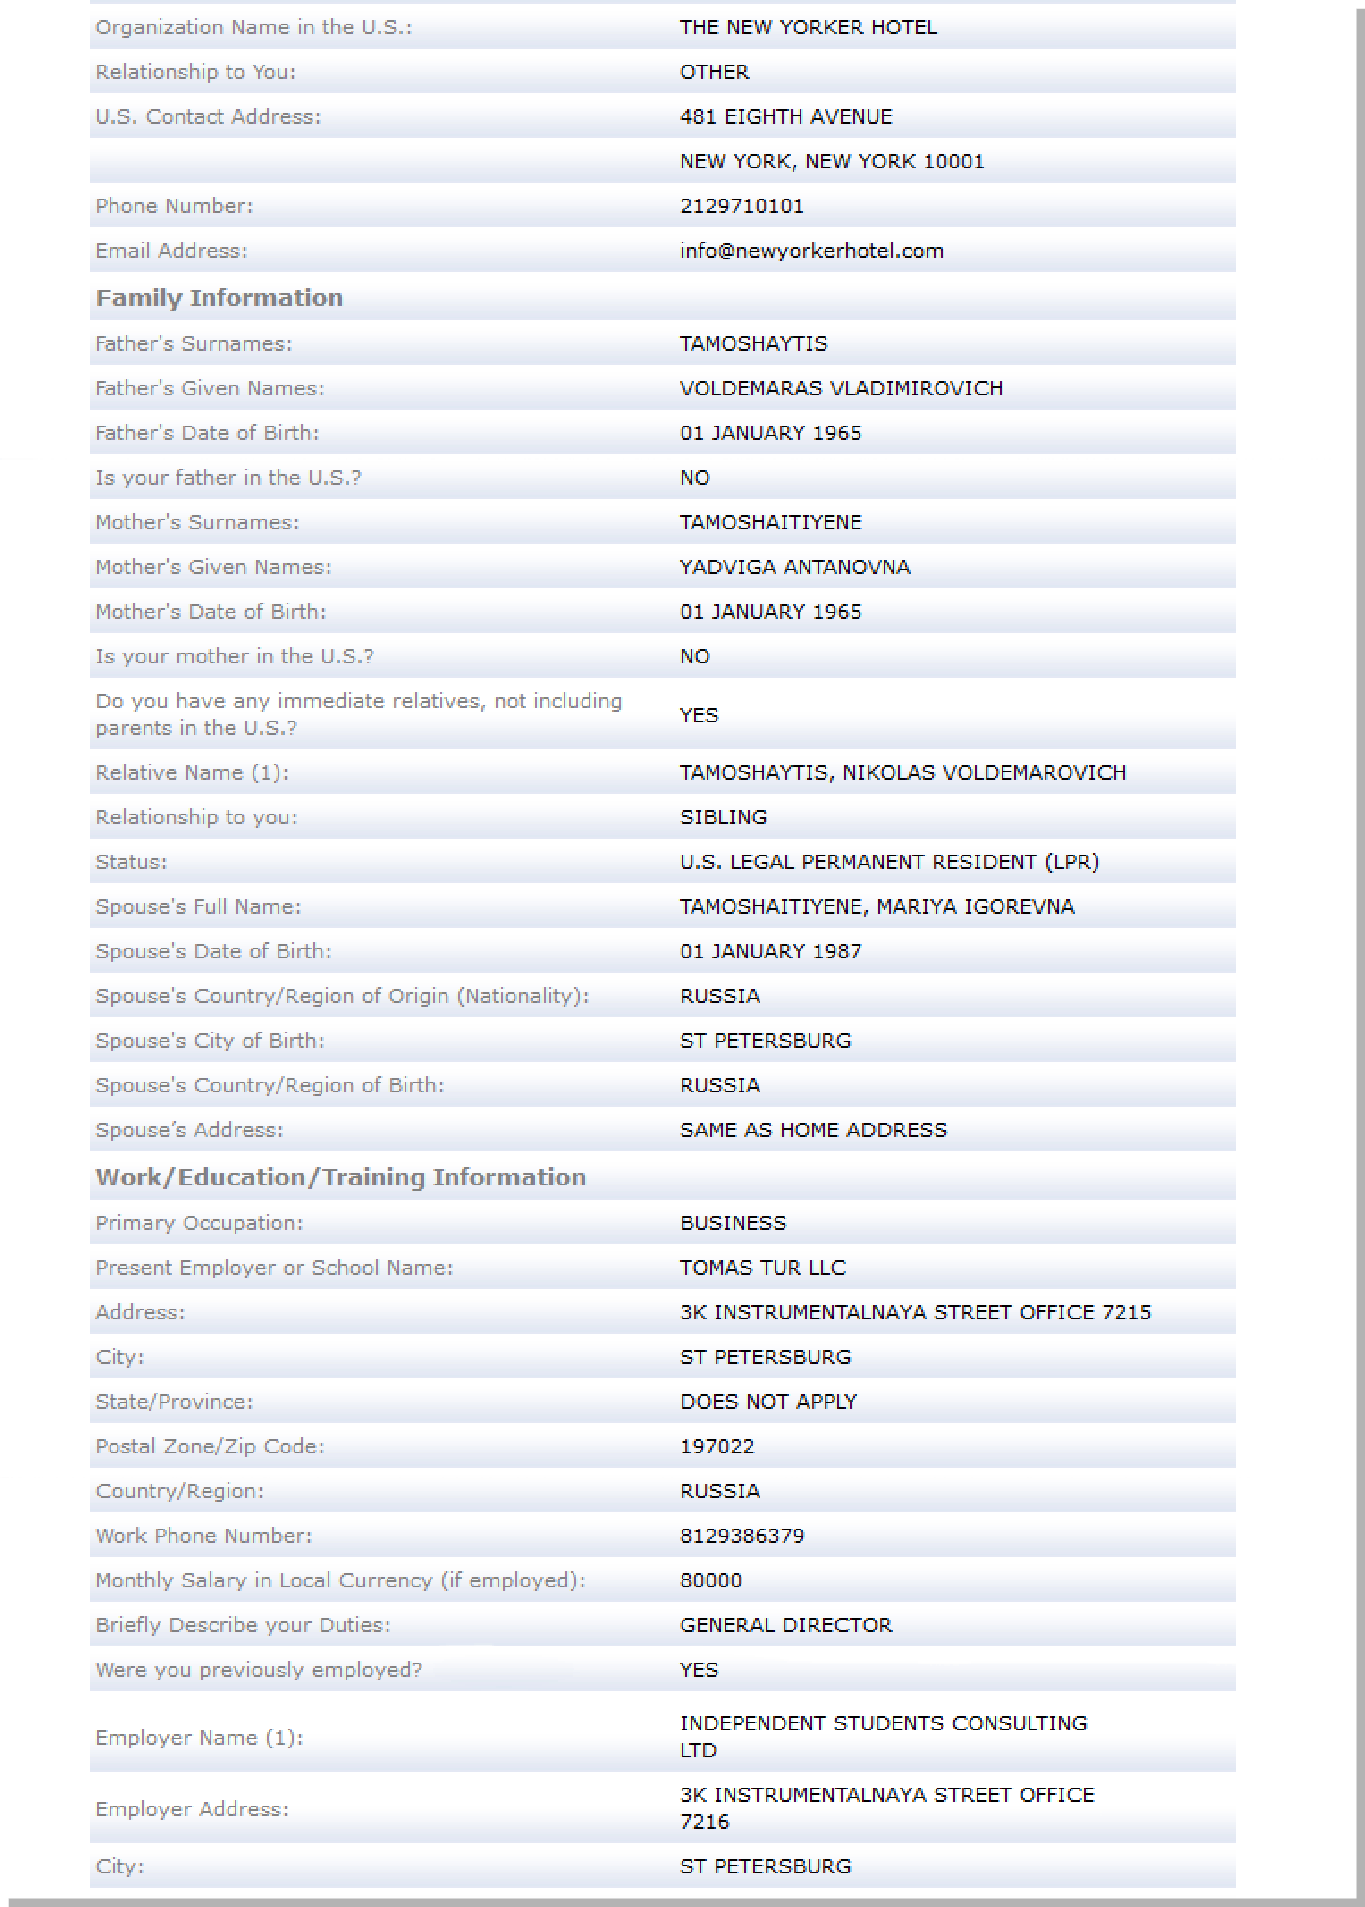 Organization Name in the U.S.: THE NEW YORKER HOTEL
Relationship to You: OTHER
U.S. Contact Address: 481 EIGHTH AVENUE
NEW YORK, NEW YORK 10001
Phone Number: 2129710101
Email Address: info@newyorkerhotel.com
Family Information
Father's Surnames: TAMOSHAYTIS
Father's Given Names: VOLDEMARAS VLADIMIROVICH
Father's Date of Birth: 01 JANUARY 1965
Is your father in the U.S.? NO
Mother's Surnames: TAMOSHAITIYENE
Mother's Given Names: YADVIGA ANTANOVNA
Mother's Date of Birth: 01 JANUARY 1965
Is your mother in the U.S.? NO
Do you have any immediate relatives, not including
parents in the U.S.? YES
Relative Name (1): TAMOSHAYTIS, NIKOLAS VOLDEMAROVICH
Relationship to you: SIBLING
Status: U.S. LEGAL PERMANENT RESIDENT (LPR)
Spouse's Full Name: TAMOSHAITIYENE, MARIYA IGOREVNA
Spouse's Date of Birth: 01 JANUARY 1987
Spouse's Country/Region of Origin (Nationality): RUSSIA
Spouse's City of Birth: ST PETERSBURG
Spouse's Country/Region of Birth: RUSSIA
Spouse’s Address: SAME AS HOME ADDRESS
Work/Education/Training Information
Primary Occupation: BUSINESS
Present Employer or School Name: TOMAS TUR LLC
Address: 3K INSTRUMENTALNAYA STREET OFFICE 7215
City: ST PETERSBURG
State/Province: DOES NOT APPLY
Postal Zone/Zip Code: 197022
Country/Region: RUSSIA
Work Phone Number: 8129386379
Monthly Salary in Local Currency (if employed): 80000
Briefly Describe your Duties: GENERAL DIRECTOR
Were you previously employed? YES
Employer Name (1): INDEPENDENT STUDENTS CONSULTING
LTD
Employer Address: 3K INSTRUMENTALNAYA STREET OFFICE
7216
City: ST PETERSBURG